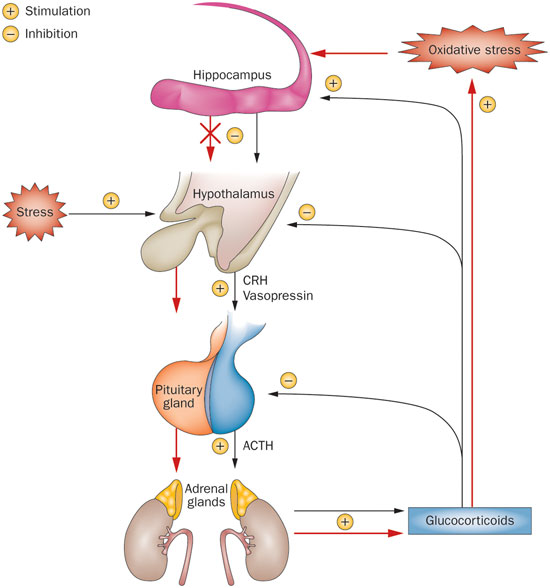 + Stimulation
− Inhibition
Oxidative stress
Hippocampus
+
+
−
Hypothalamus
Stress
+
−
+
CRH
Vasopressin
−
Pituitary
gland
+
ACTH
Adrenal
glands
+
Glucocorticoids